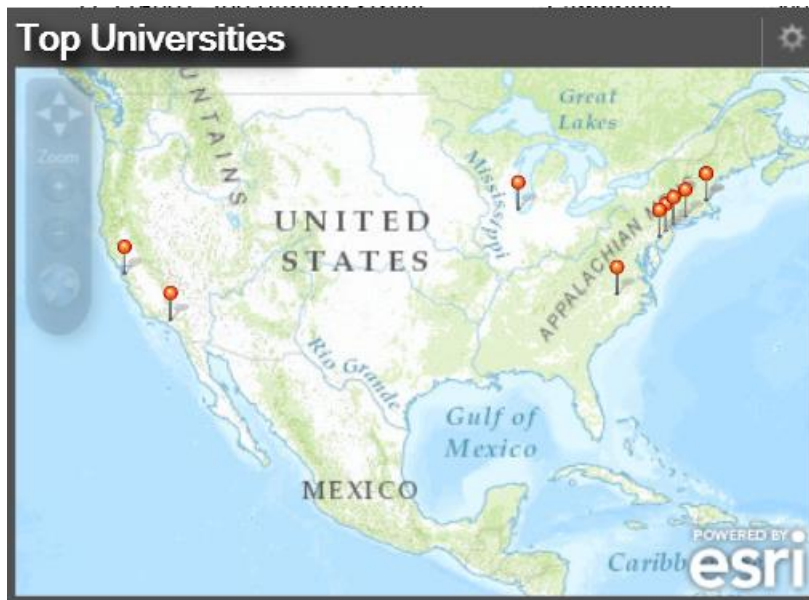 Top Universities
Zoom
UNTAINS
Great
Lakes
Mississippi
UNITED
STATES
APPALACHIAN
Rio Grande
Gulf of
Mexico
MEXICO
POWERED BY
esri